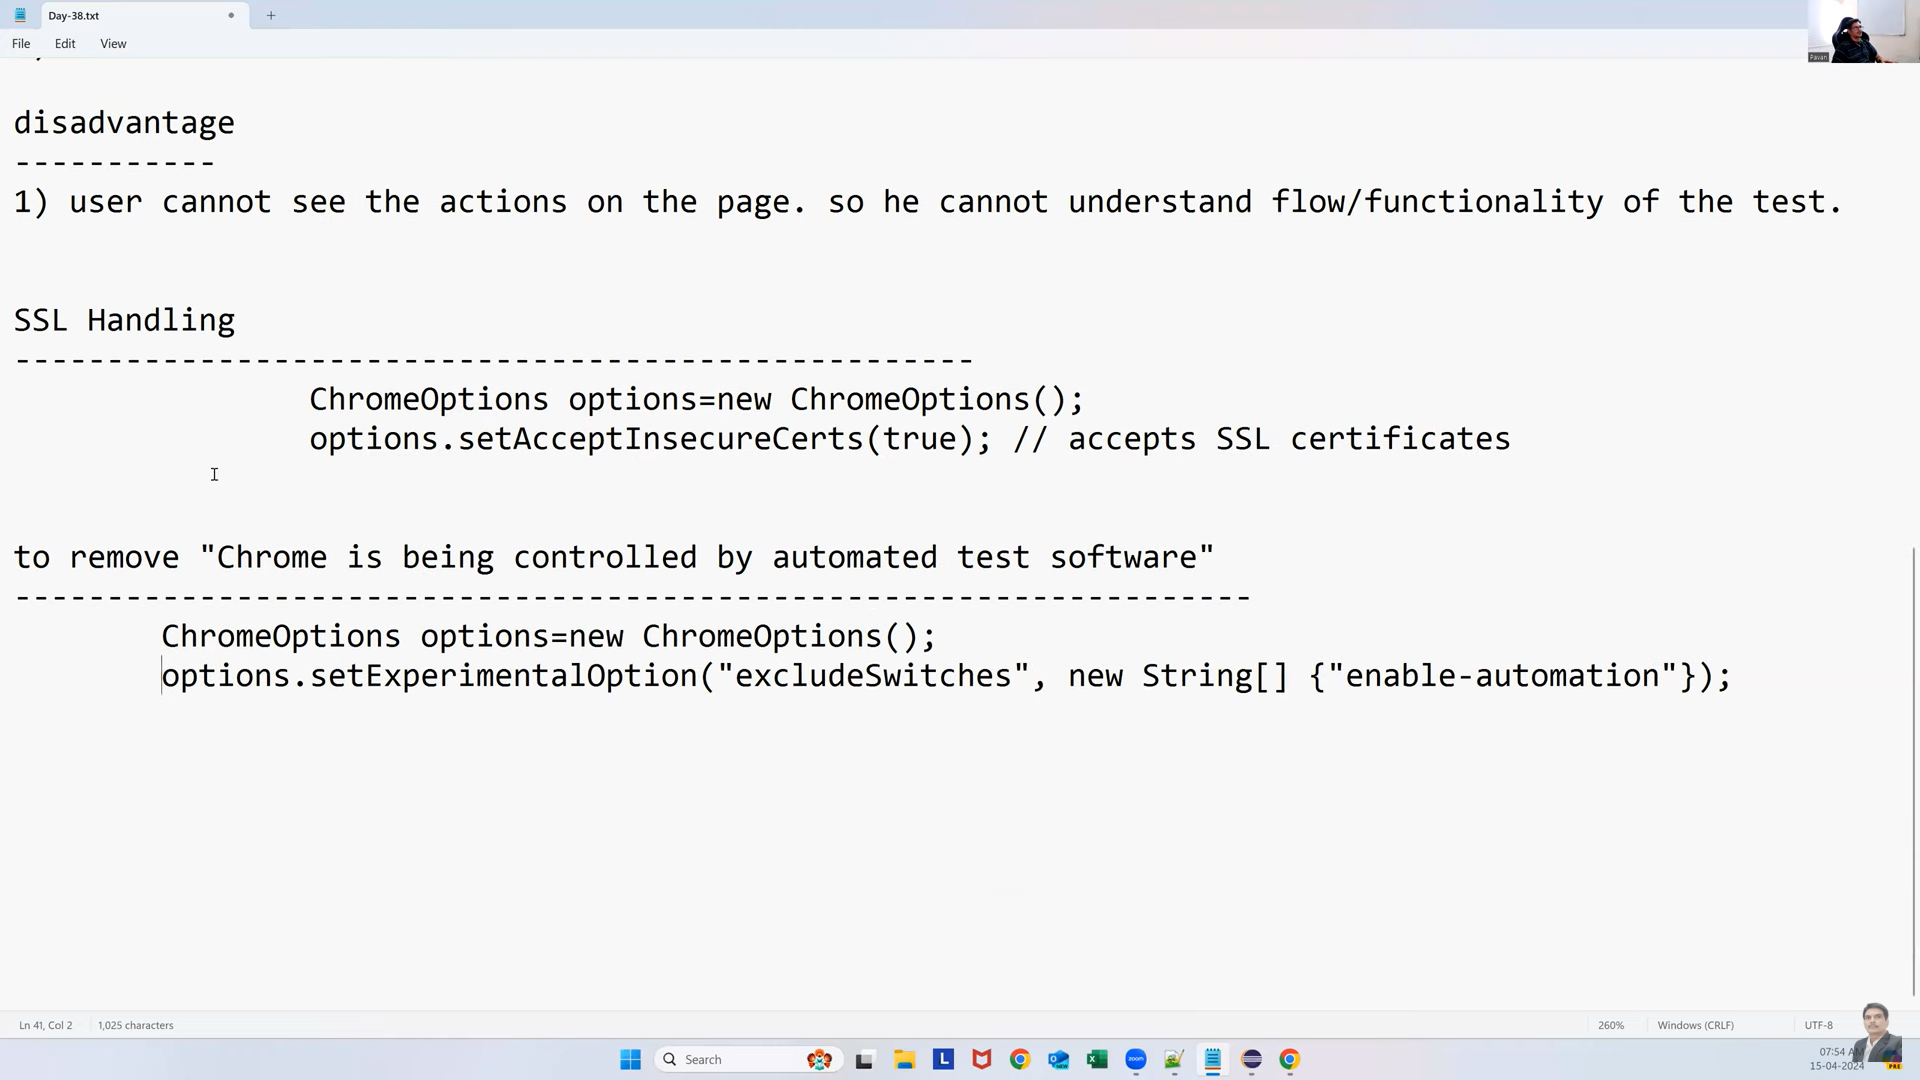 Day-38.txt
File Edit View
disadvantage
-----------
1) user cannot see the actions on the page. so he cannot understand flow/functionality of the test.
SSL Handling
----------------------------------------------------
ChromeOptions options=new ChromeOptions();
options.setAcceptInsecureCerts(true); // accepts SSL certificates
to remove "Chrome is being controlled by automated test software"
-------------------------------------------------------------------
ChromeOptions options=new ChromeOptions();
options.setExperimentalOption("excludeSwitches", new String[] {"enable-automation"});
Pavan
Ln 41, Col 2 1,025 characters 260% Windows (CRLF) UTF-8
Search L zoom NEW PRE
07:54
15-04-2024